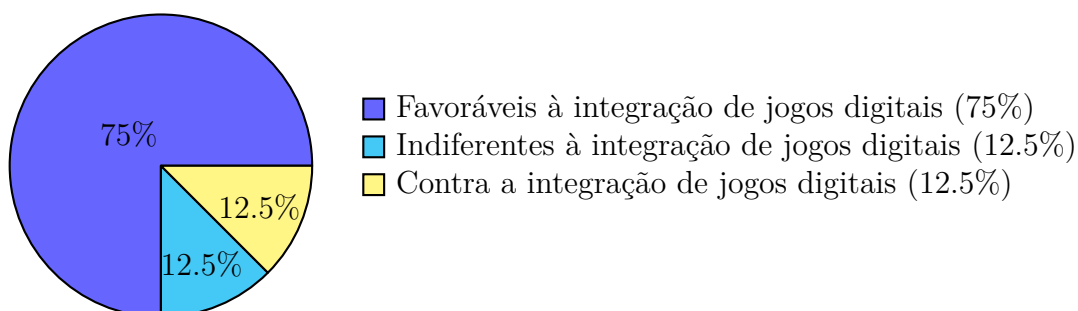 75%
12.5%
12.5%
Favoráveis à integração de jogos digitais (75%)
Indiferentes à integração de jogos digitais (12.5%)
Contra a integração de jogos digitais (12.5%)